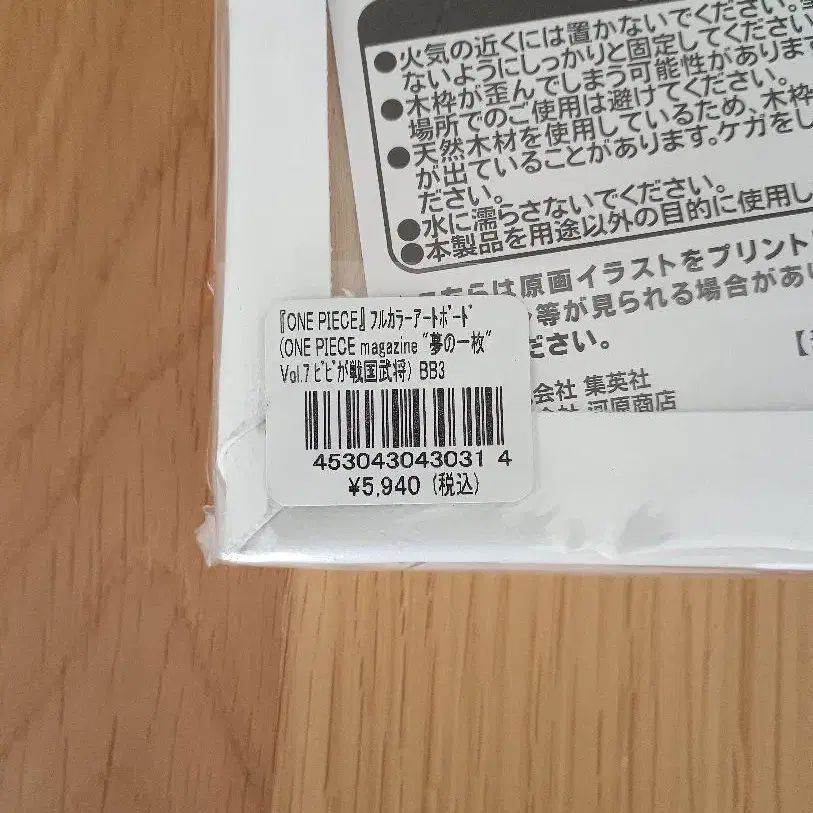 ●火気の近くには置かないでください。
ないようにしっかりと固定してください
●木枠が歪んでしまう可能性があります
場所でのご使用は避けてください。
●天然木材を使用しているため、木枠
が出ていることがあります。ケガをし
ださい。
●水に濡らさないでください。
●本製品を用途以外の目的に使用し
ちらは原画イラストをプリント
等が見られる場合があ
ださい。
会社 集英社
河原商店
『ONE PIECE』フルカラーアートボード
(ONE PIECE magazine "夢の一枚"
Vol.7 ビビが戦国武将) BB3
453043043031 4
¥5,940 (税込)